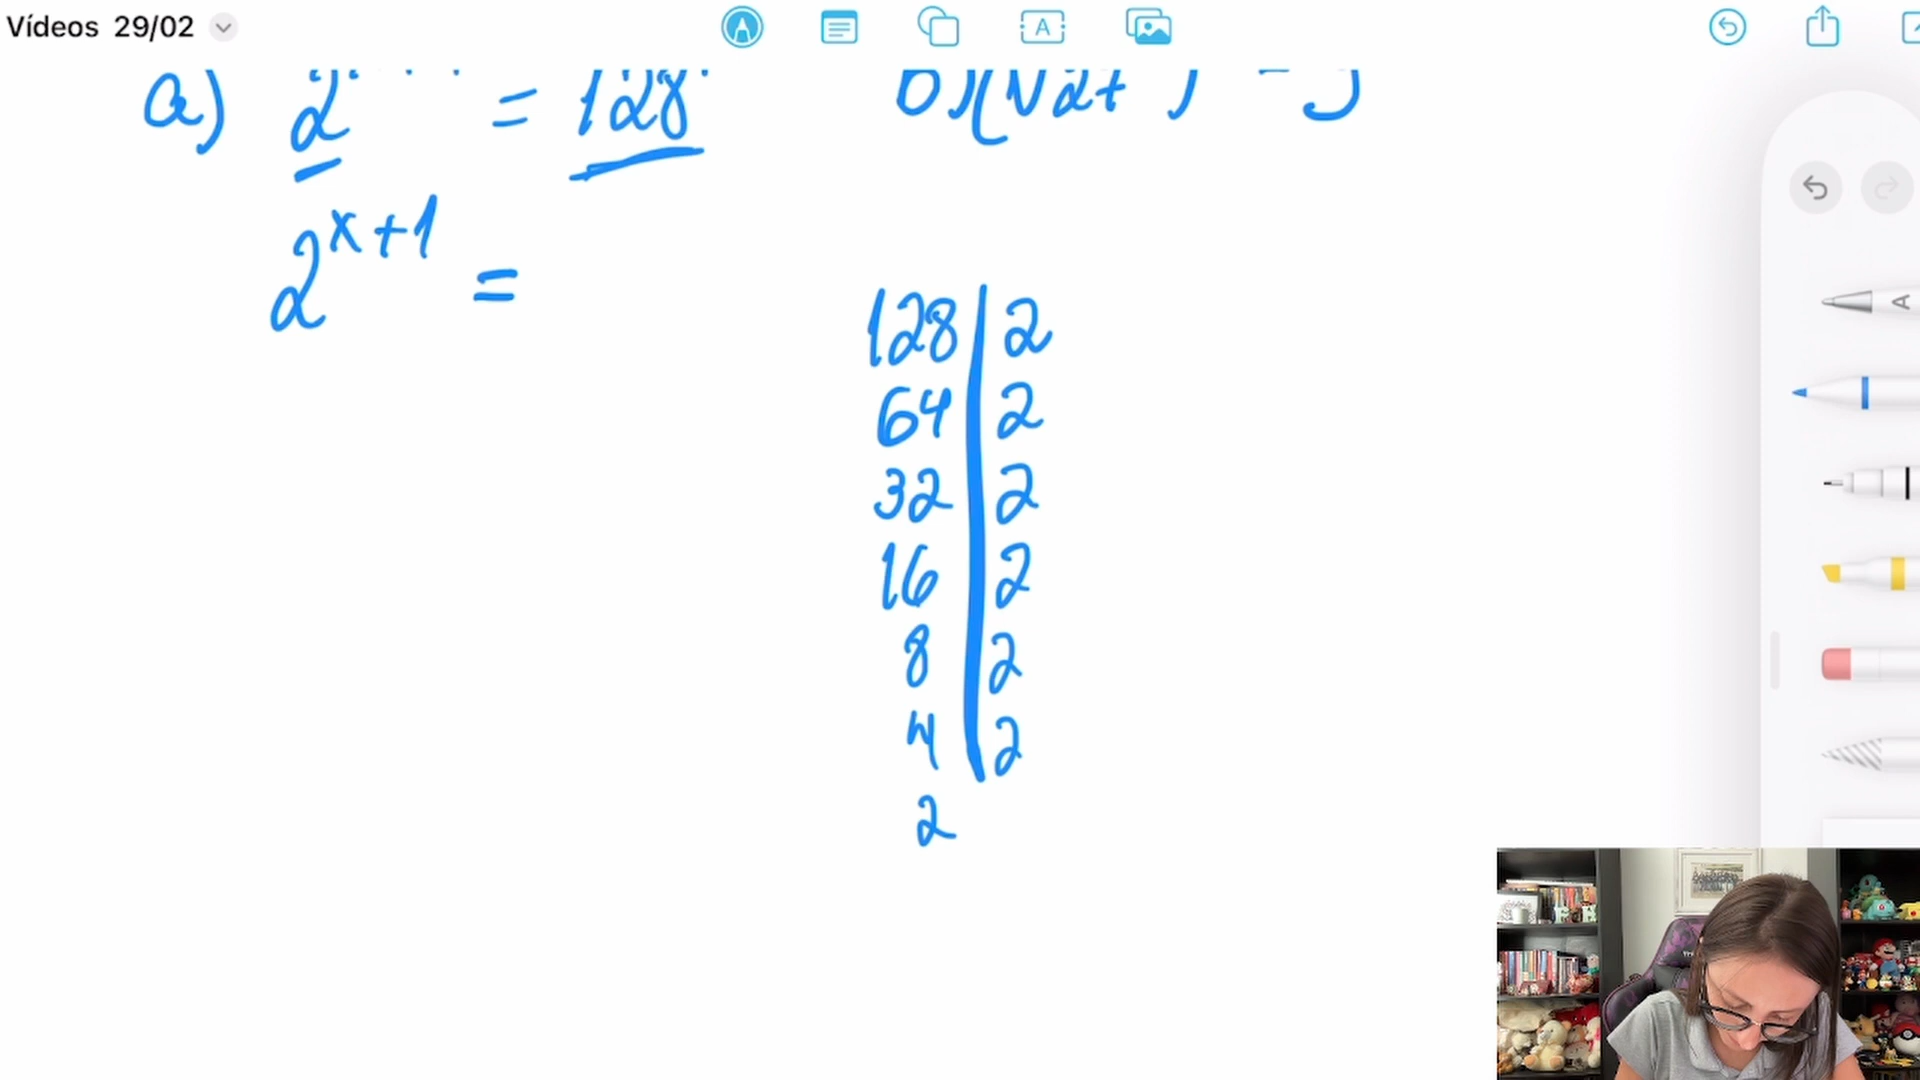 Vídeos 29/02
A
a) 2 = 128
2^{x+1} =
128 | 2
64 | 2
32 | 2
16 | 2
8 | 2
4 | 2
2
A